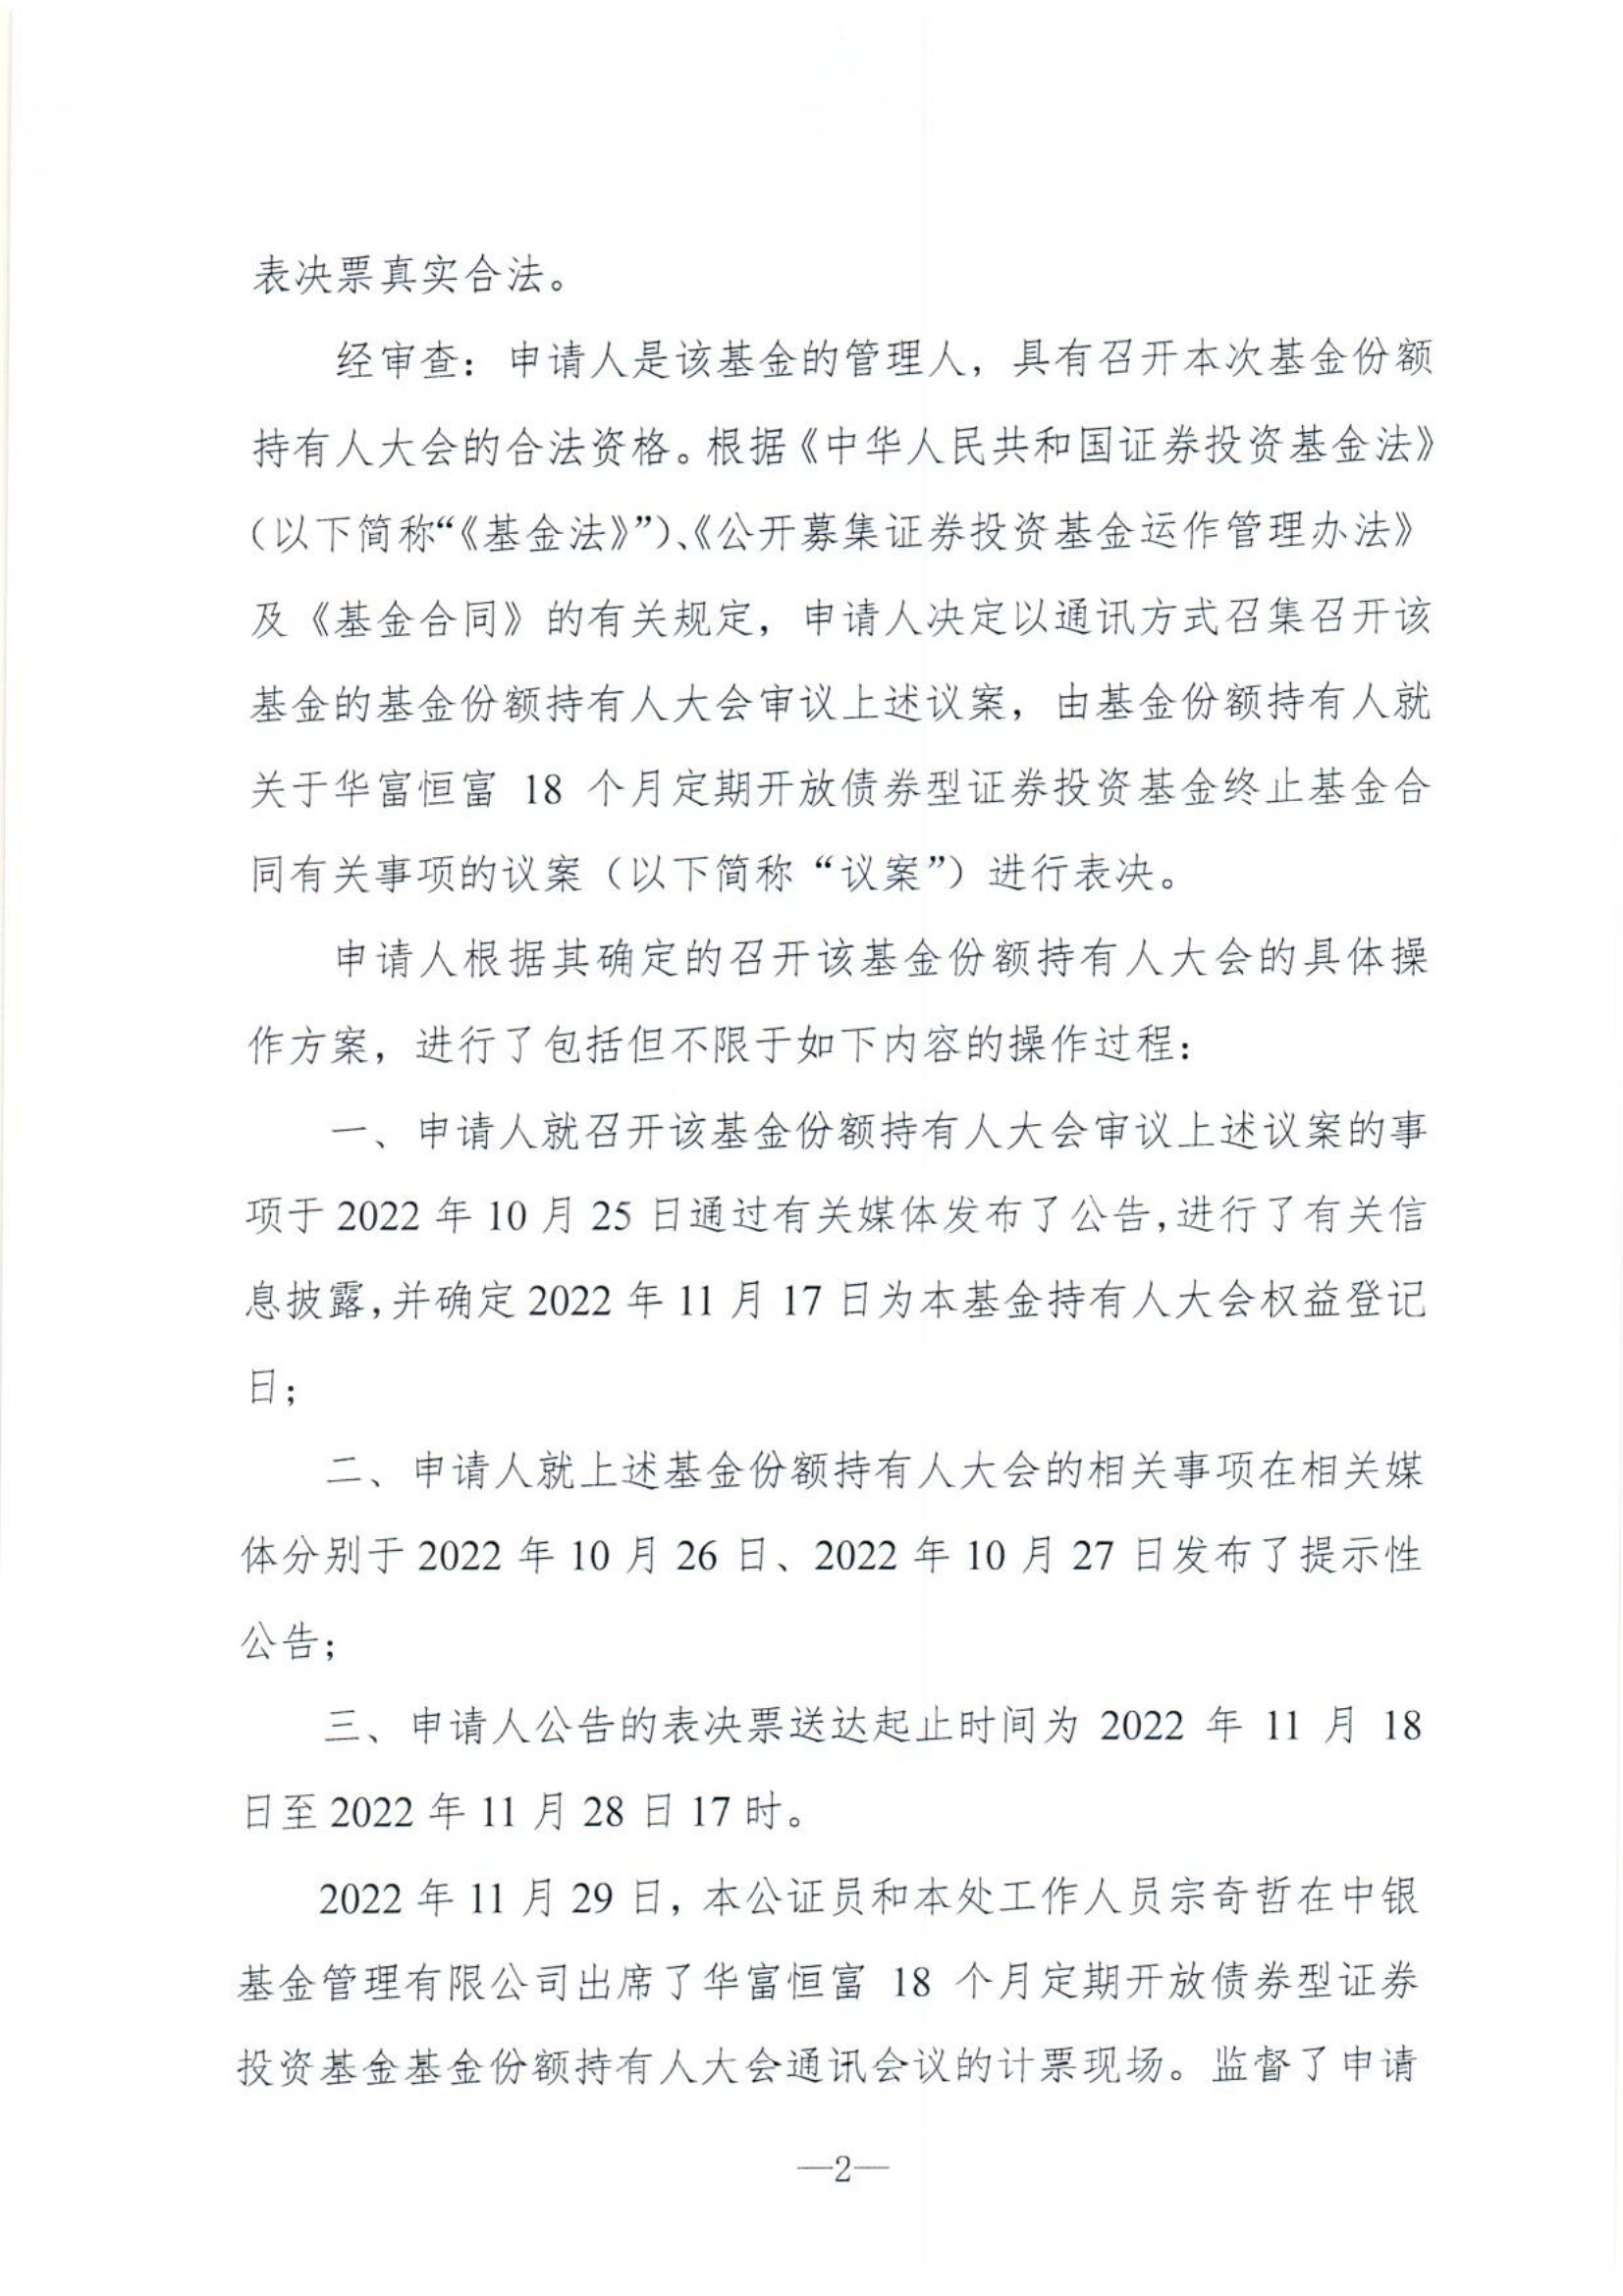 表决票真实合法。
经审查：申请人是该基金的管理人，具有召开本次基金份额
持有人大会的合法资格。根据《中华人民共和国证券投资基金法》
（以下简称“《基金法》”）、《公开募集证券投资基金运作管理办法》
及《基金合同》的有关规定，申请人决定以通讯方式召集召开该
基金的基金份额持有人大会审议上述议案，由基金份额持有人就
关于华富恒富 18 个月定期开放债券型证券投资基金终止基金合
同有关事项的议案（以下简称“议案”）进行表决。
申请人根据其确定的召开该基金份额持有人大会的具体操
作方案，进行了包括但不限于如下内容的操作过程：
一、申请人就召开该基金份额持有人大会审议上述议案的事
项于 2022 年 10 月 25 日通过有关媒体发布了公告,进行了有关信
息披露,并确定 2022 年 11 月 17 日为本基金持有人大会权益登记
日；
二、申请人就上述基金份额持有人大会的相关事项在相关媒
体分别于 2022 年 10 月 26 日、2022 年 10 月 27 日发布了提示性
公告；
三、申请人公告的表决票送达起止时间为 2022 年 11 月 18
日至 2022 年 11 月 28 日 17 时。
2022 年 11 月 29 日，本公证员和本处工作人员宗奇哲在中银
基金管理有限公司出席了华富恒富 18 个月定期开放债券型证券
投资基金基金份额持有人大会通讯会议的计票现场。监督了申请
—2—